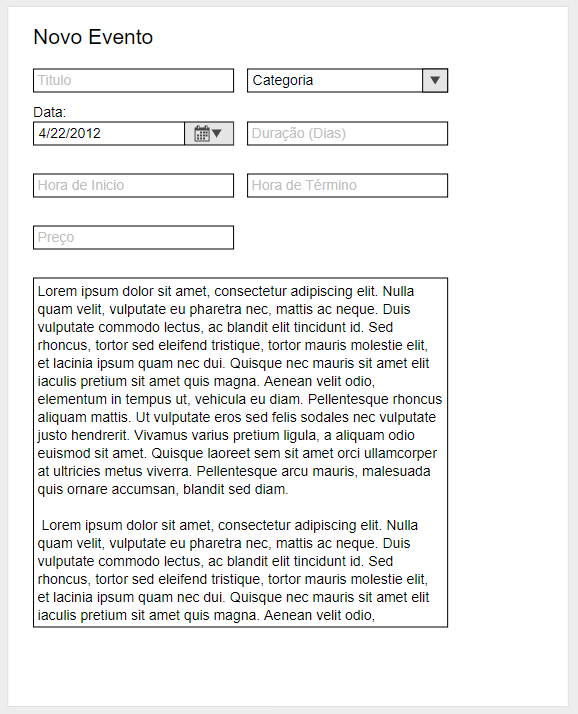 Novo Evento
Titulo
Categoria
Data:
4/22/2012
Duração (Dias)
Hora de Inicio
Hora de Término
Preço
Lorem ipsum dolor sit amet, consectetur adipiscing elit. Nulla
quam velit, vulputate eu pharetra nec, mattis ac neque. Duis
vulputate commodo lectus, ac blandit elit tincidunt id. Sed
rhoncus, tortor sed eleifend tristique, tortor mauris molestie elit,
et lacinia ipsum quam nec dui. Quisque nec mauris sit amet elit
iaculis pretium sit amet quis magna. Aenean velit odio,
elementum in tempus ut, vehicula eu diam. Pellentesque rhoncus
aliquam mattis. Ut vulputate eros sed felis sodales nec vulputate
justo hendrerit. Vivamus varius pretium ligula, a aliquam odio
euismod sit amet. Quisque laoreet sem sit amet orci ullamcorper
at ultricies metus viverra. Pellentesque arcu mauris, malesuada
quis ornare accumsan, blandit sed diam.
Lorem ipsum dolor sit amet, consectetur adipiscing elit. Nulla
quam velit, vulputate eu pharetra nec, mattis ac neque. Duis
vulputate commodo lectus, ac blandit elit tincidunt id. Sed
rhoncus, tortor sed eleifend tristique, tortor mauris molestie elit,
et lacinia ipsum quam nec dui. Quisque nec mauris sit amet elit
iaculis pretium sit amet quis magna. Aenean velit odio,